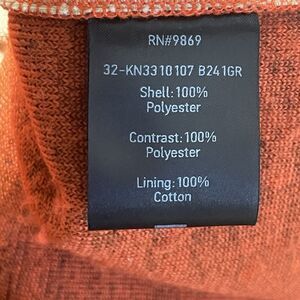 RN#9869
32-KN3310107 B241GR
Shell: 100%
Polyester
Contrast: 100%
Polyester
Lining: 100%
Cotton